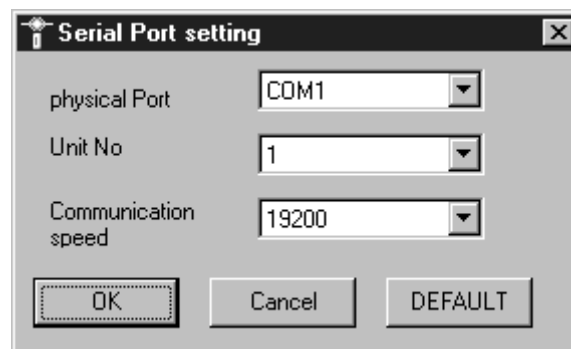 Serial Port setting
physical Port
COM1
Unit No
1
Communication
speed
19200
OK
Cancel
DEFAULT